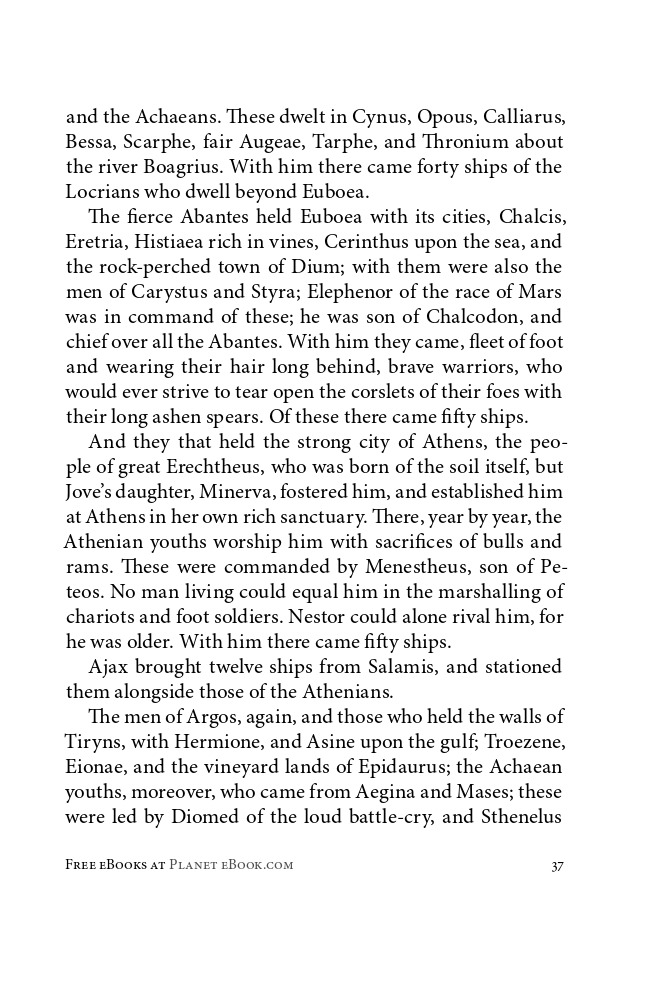 and the Achaeans. These dwelt in Cynus, Opous, Calliarus,
Bessa, Scarphe, fair Augeae, Tarphe, and Thronium about
the river Boagrius. With him there came forty ships of the
Locrians who dwell beyond Euboea.
The fierce Abantes held Euboea with its cities, Chalcis,
Eretria, Histiaea rich in vines, Cerinthus upon the sea, and
the rock-perched town of Dium; with them were also the
men of Carystus and Styra; Elephenor of the race of Mars
was in command of these; he was son of Chalcodon, and
chief over all the Abantes. With him they came, fleet of foot
and wearing their hair long behind, brave warriors, who
would ever strive to tear open the corslets of their foes with
their long ashen spears. Of these there came fifty ships.
And they that held the strong city of Athens, the peo-
ple of great Erechtheus, who was born of the soil itself, but
Jove’s daughter, Minerva, fostered him, and established him
at Athens in her own rich sanctuary. There, year by year, the
Athenian youths worship him with sacrifices of bulls and
rams. These were commanded by Menestheus, son of Pe-
teos. No man living could equal him in the marshalling of
chariots and foot soldiers. Nestor could alone rival him, for
he was older. With him there came fifty ships.
Ajax brought twelve ships from Salamis, and stationed
them alongside those of the Athenians.
The men of Argos, again, and those who held the walls of
Tiryns, with Hermione, and Asine upon the gulf; Troezene,
Eionae, and the vineyard lands of Epidaurus; the Achaean
youths, moreover, who came from Aegina and Mases; these
were led by Diomed of the loud battle-cry, and Sthenelus
Free eBooks at Planet eBook.com 37